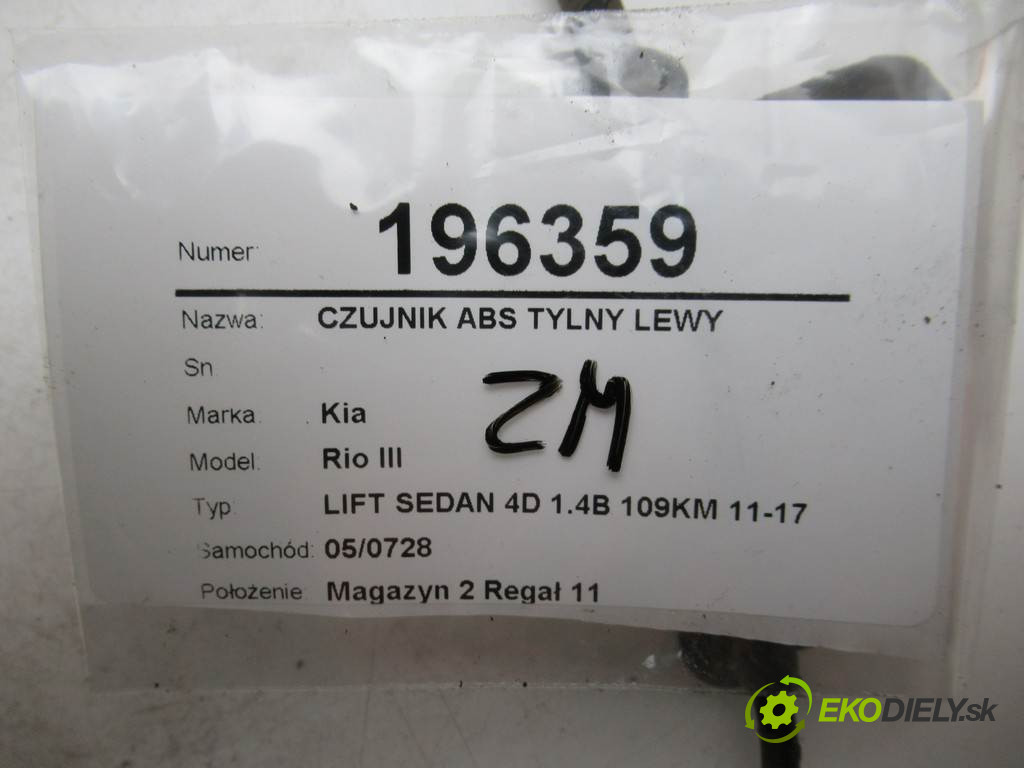 Numer: 196359
Nazwa: CZUJNIK ABS TYLNY LEWY
Sn
ZM
Marka: Kia
Model: Rio III
Typ LIFT SEDAN 4D 1.4B 109KM 11-17
Samochód: 05/0728
Położenie Magazyn 2 Regał 11
EKODIELY.sk